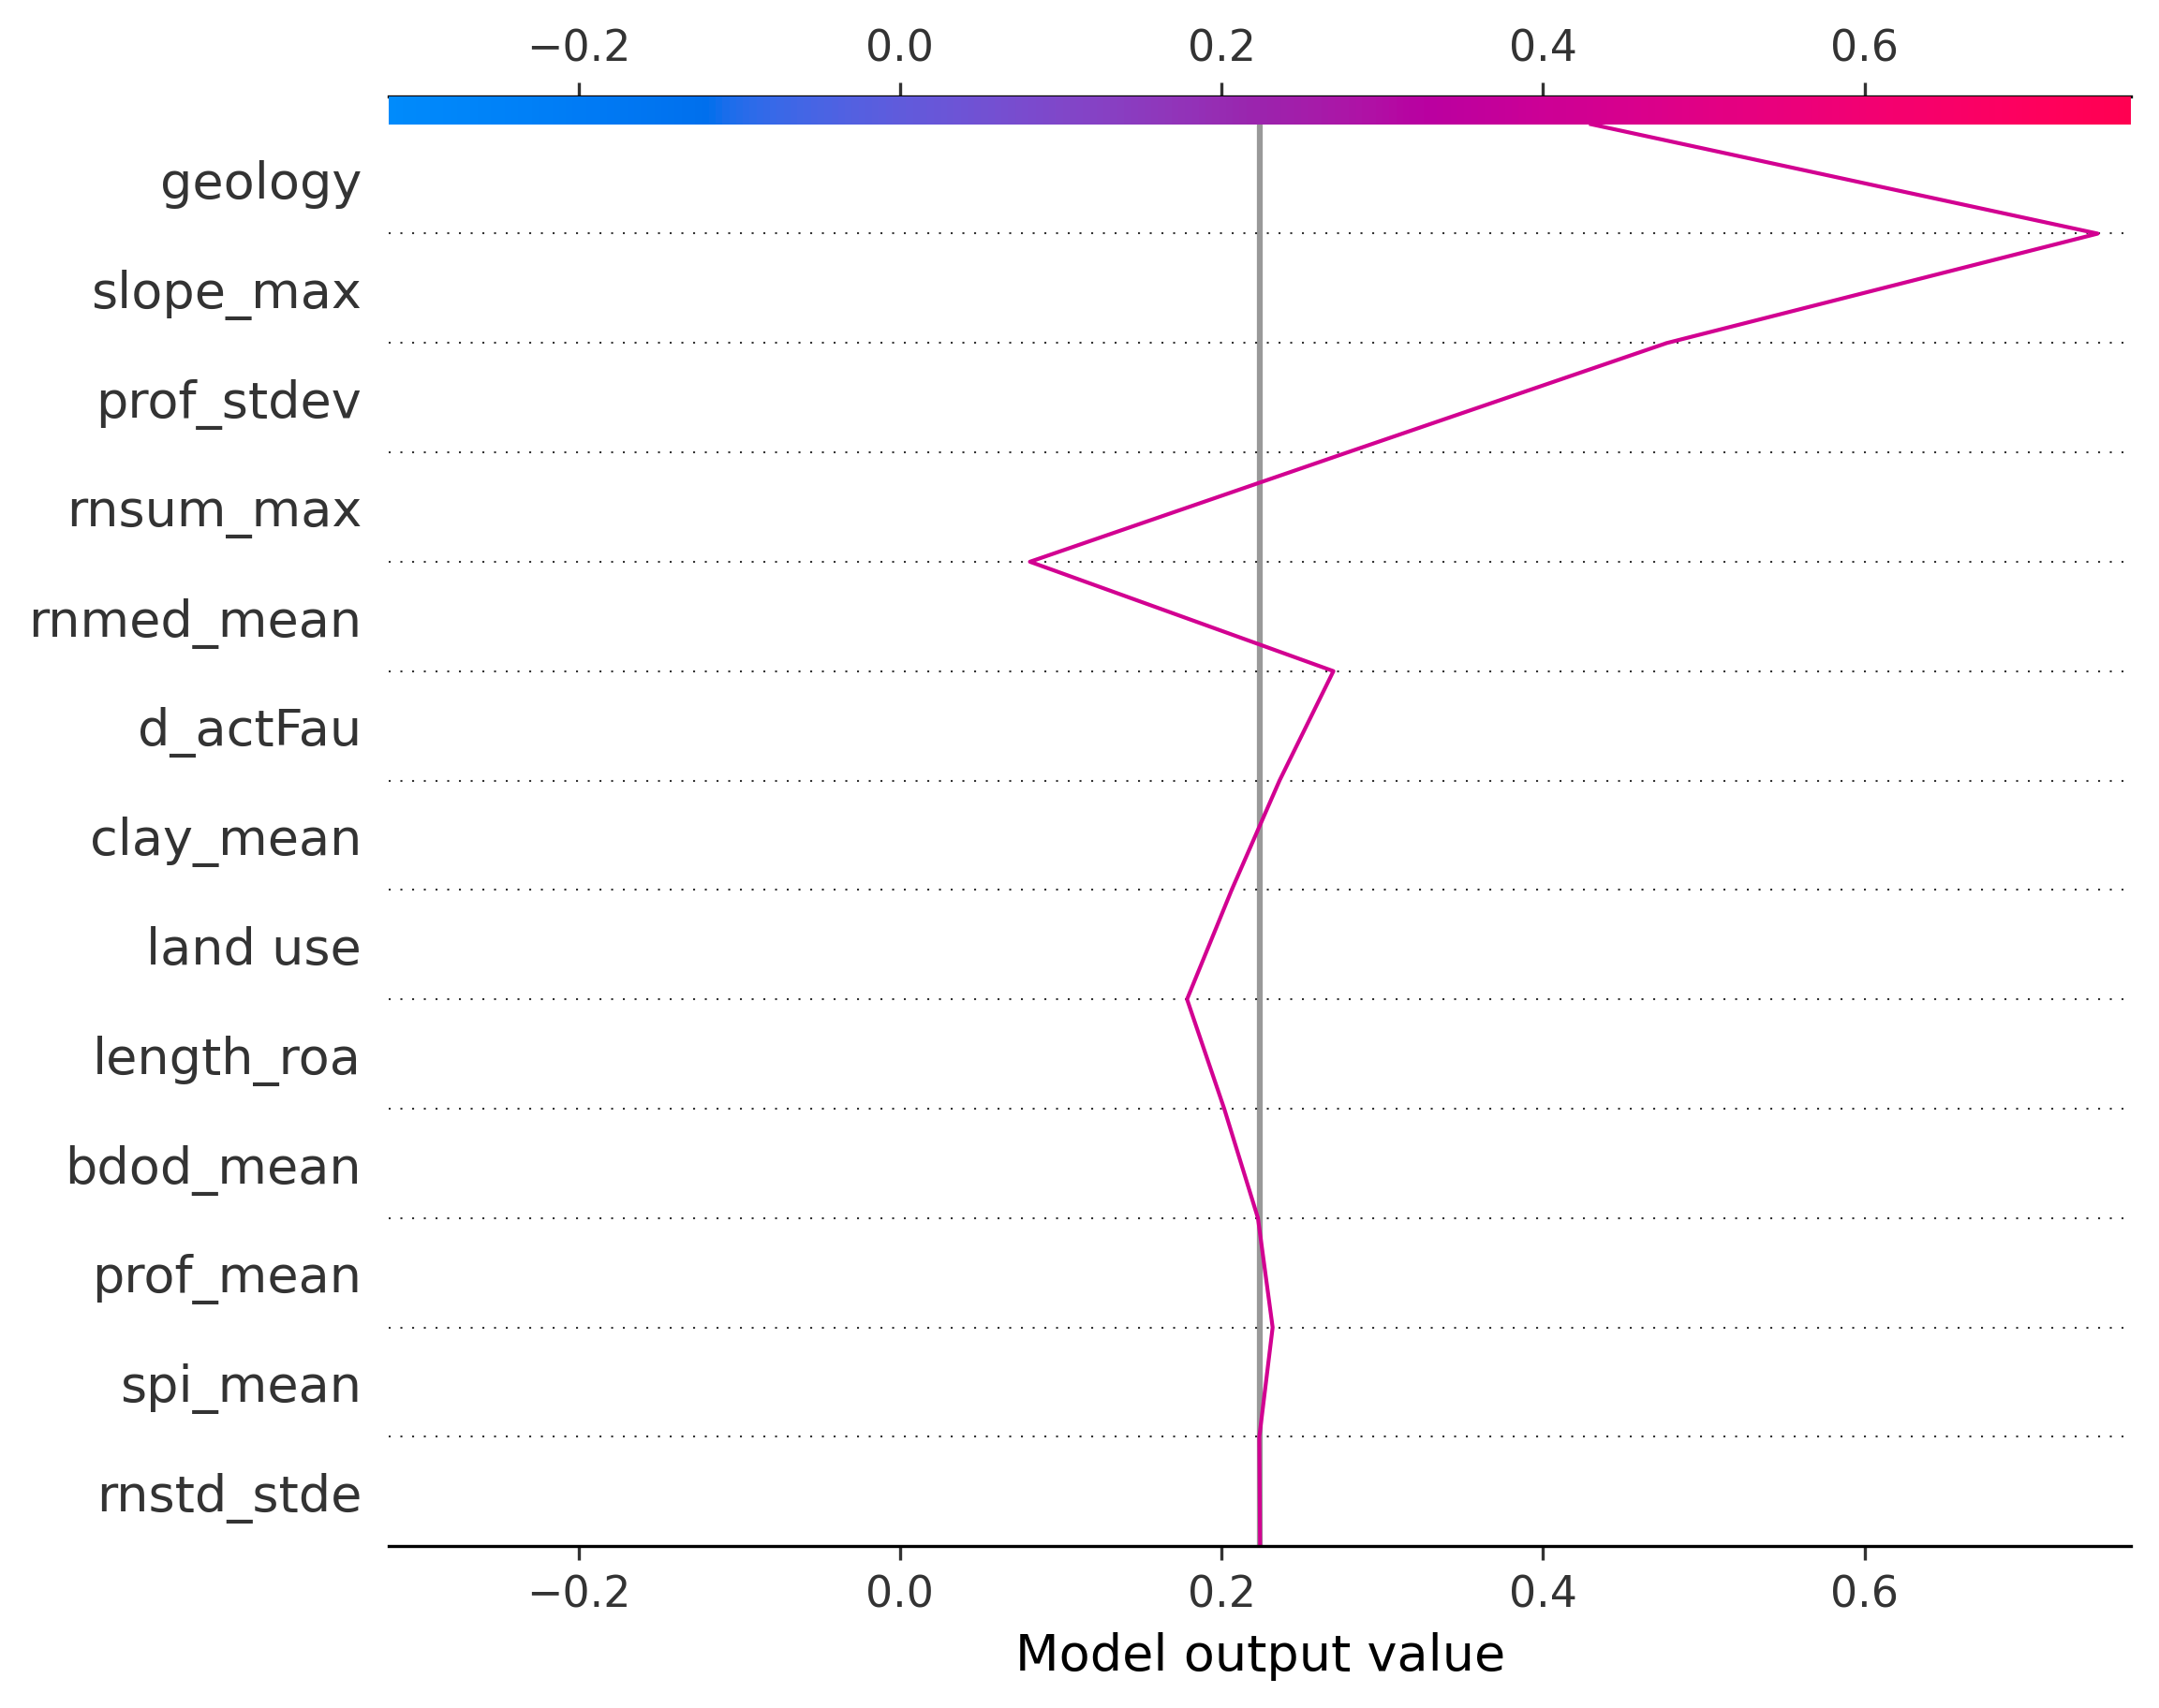 −0.2 0.0 0.2 0.4 0.6
geology
slope_max
prof_stdev
rnsum_max
rnmed_mean
d_actFau
clay_mean
land use
length_roa
bdod_mean
prof_mean
spi_mean
rnstd_stde
−0.2 0.0 0.2 0.4 0.6
Model output value